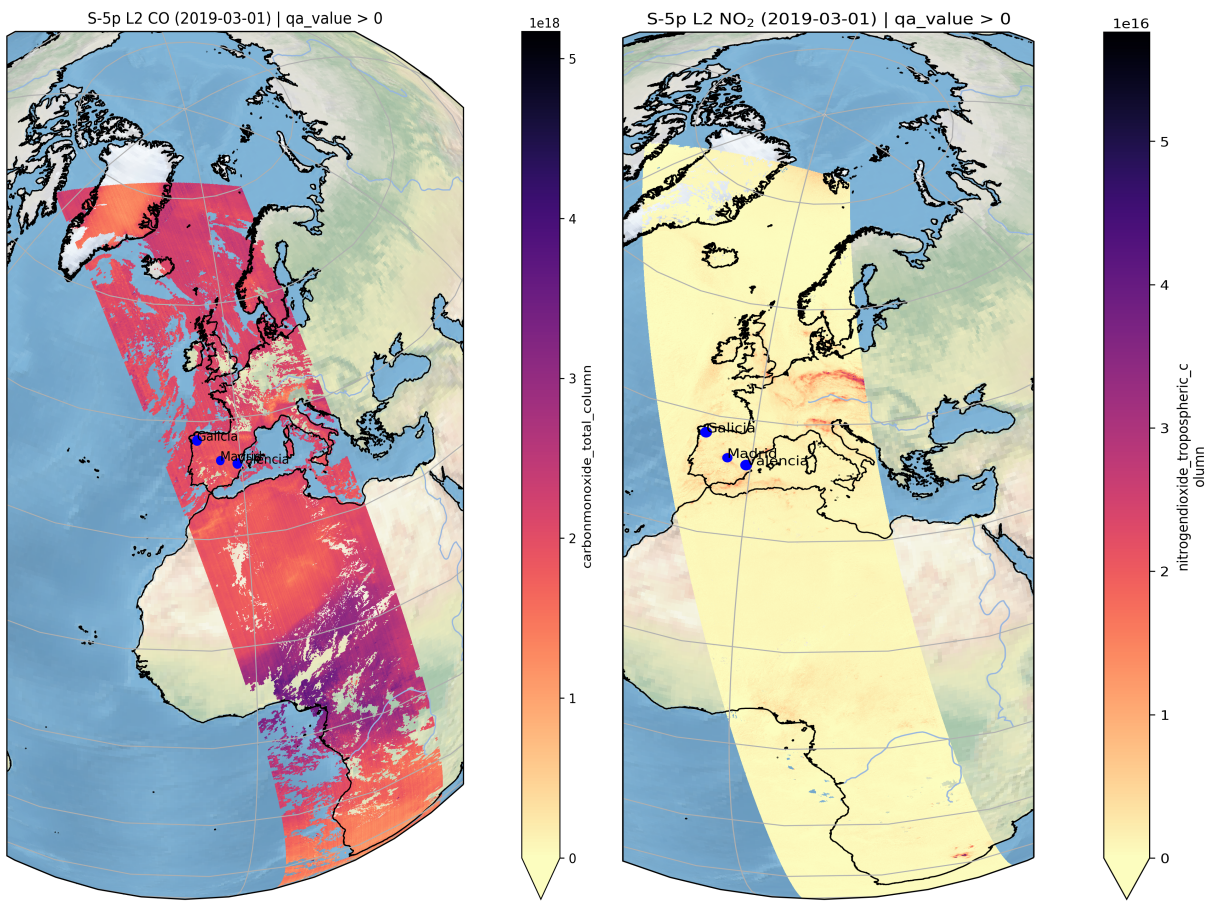 S-5p L2 CO (2019-03-01) | qa_value > 0
1e18
5
4
3
2
1
0
carbonmonoxide_total_column
Galicia
Madrid
Valencia
S-5p L2 NO₂ (2019-03-01) | qa_value > 0
1e16
5
4
3
2
1
0
nitrogendioxide_tropospheric_c
olumn
Galicia
Madrid
Valencia